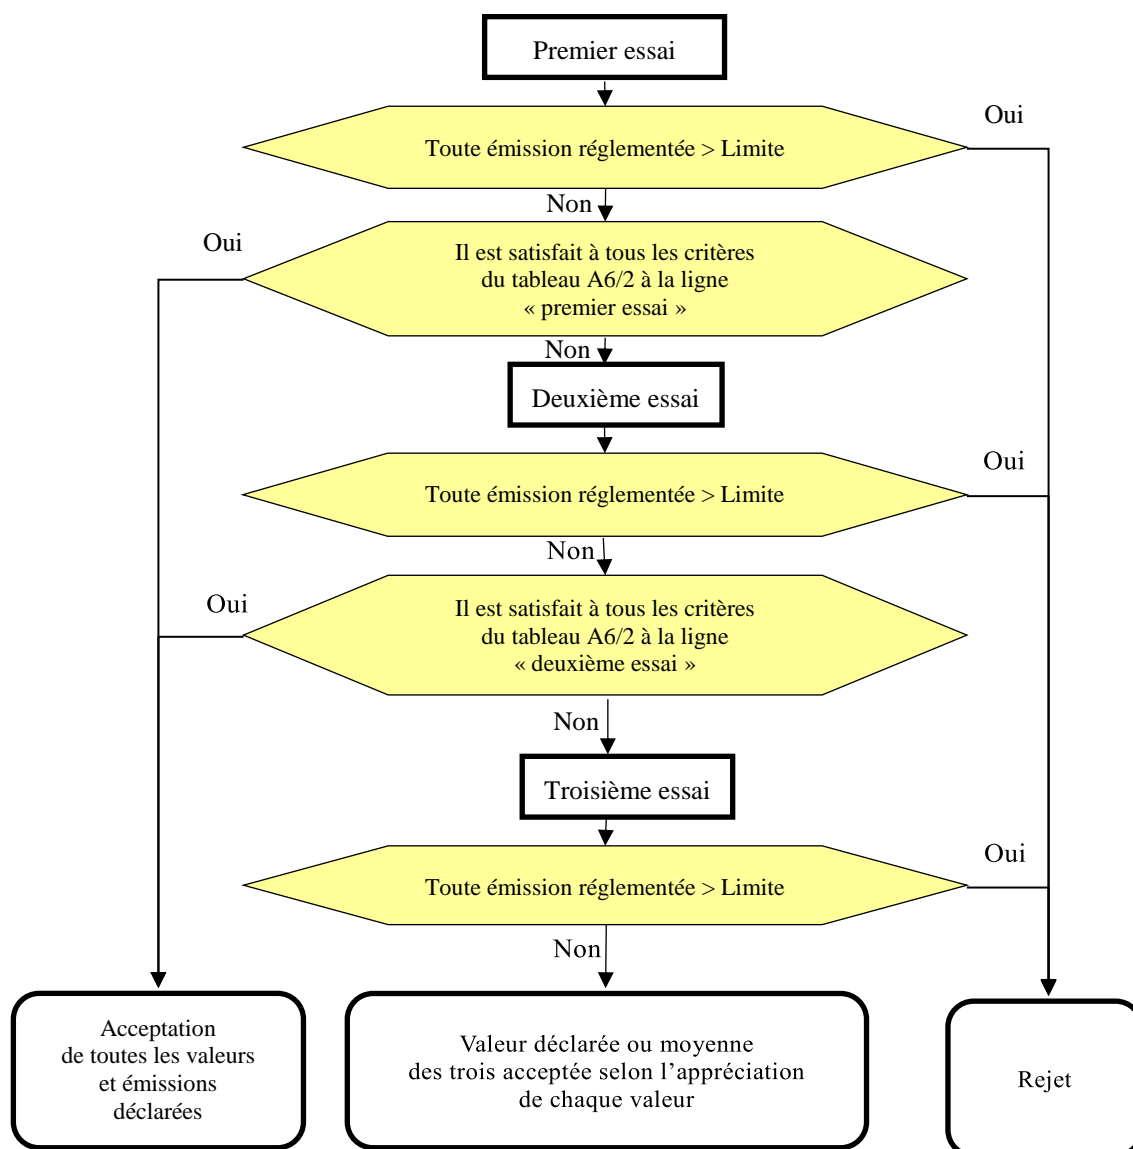 Premier essai
Oui
Toute émission réglementée > Limite
Non
Oui
Il est satisfait à tous les critères
du tableau A6/2 à la ligne
« premier essai »
Non
Deuxième essai
Oui
Toute émission réglementée > Limite
Non
Oui
Il est satisfait à tous les critères
du tableau A6/2 à la ligne
« deuxième essai »
Non
Troisième essai
Oui
Toute émission réglementée > Limite
Non
Acceptation
de toutes les valeurs
et émissions
déclarées
Valeur déclarée ou moyenne
des trois acceptée selon l'appréciation
de chaque valeur
Rejet